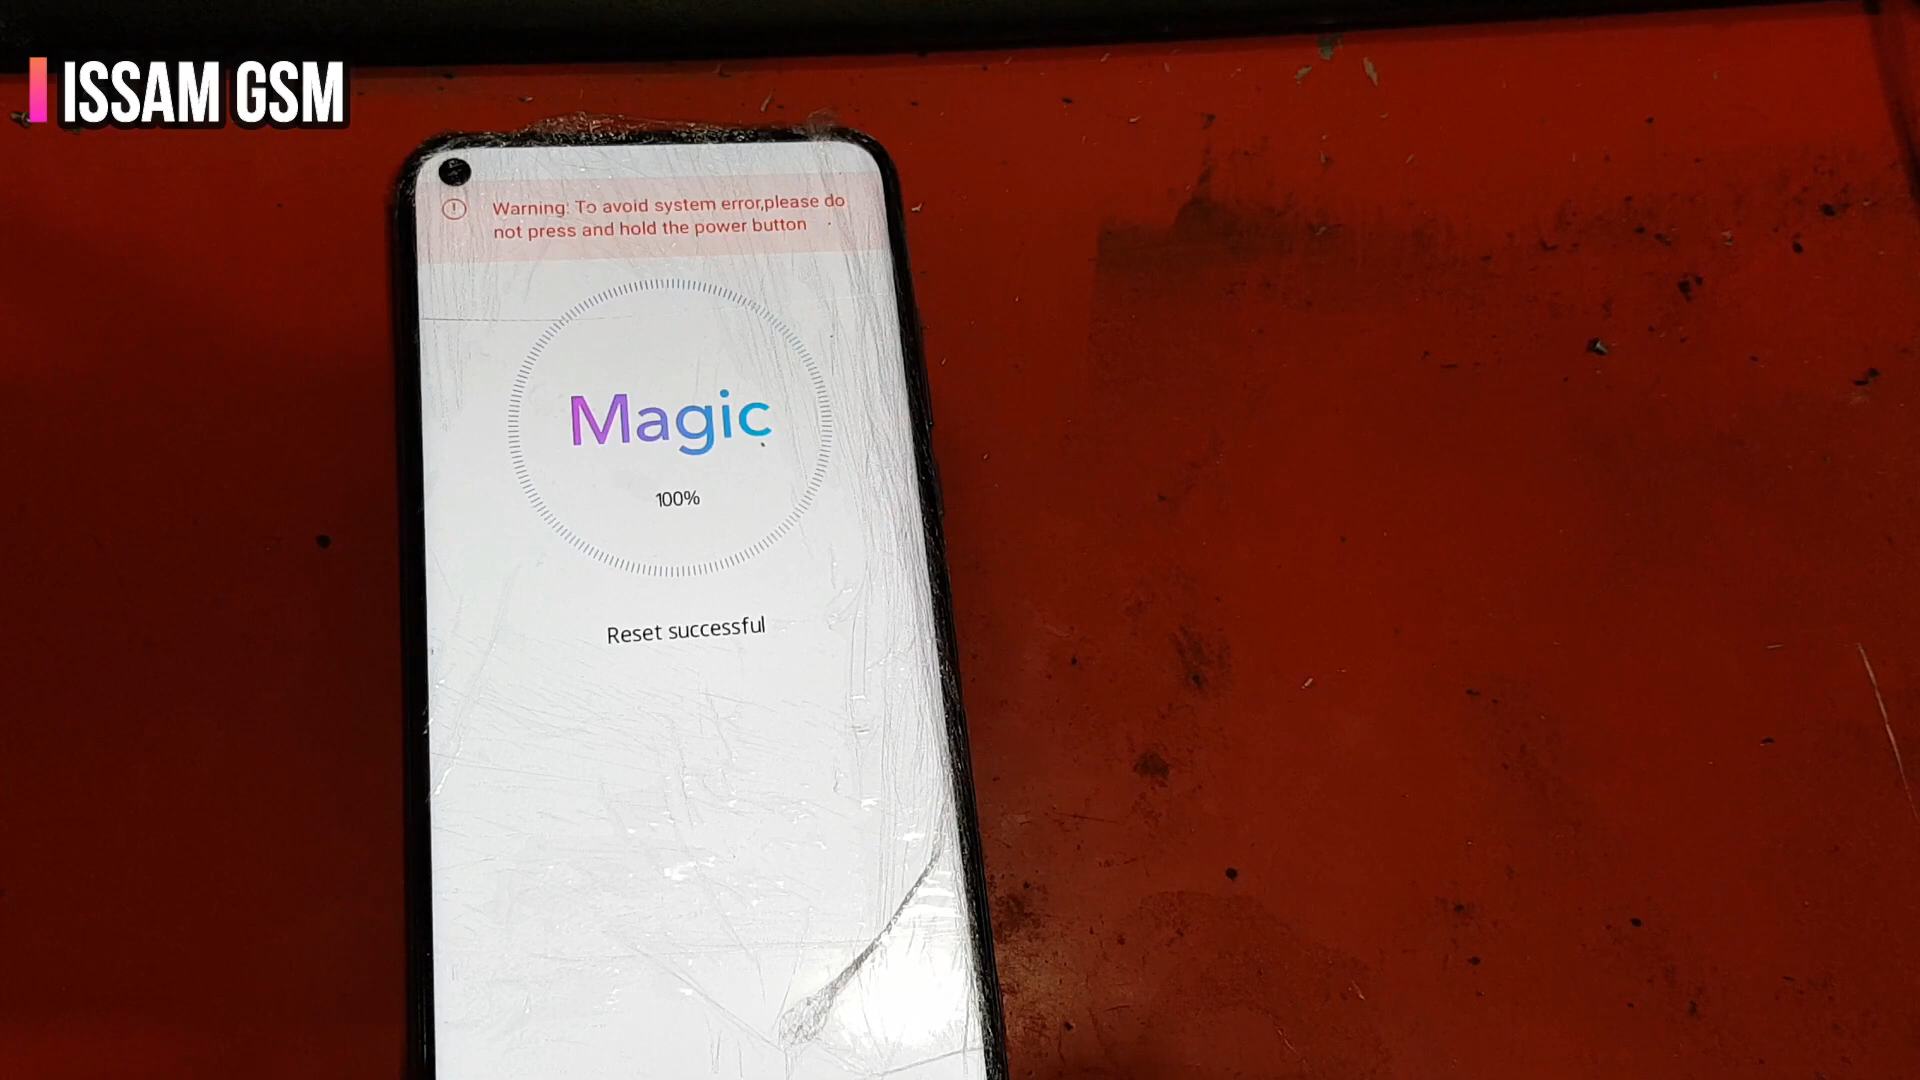 ISSAM GSM
Warning: To avoid system error,please do
not press and hold the power button
Magic
100%
Reset successful